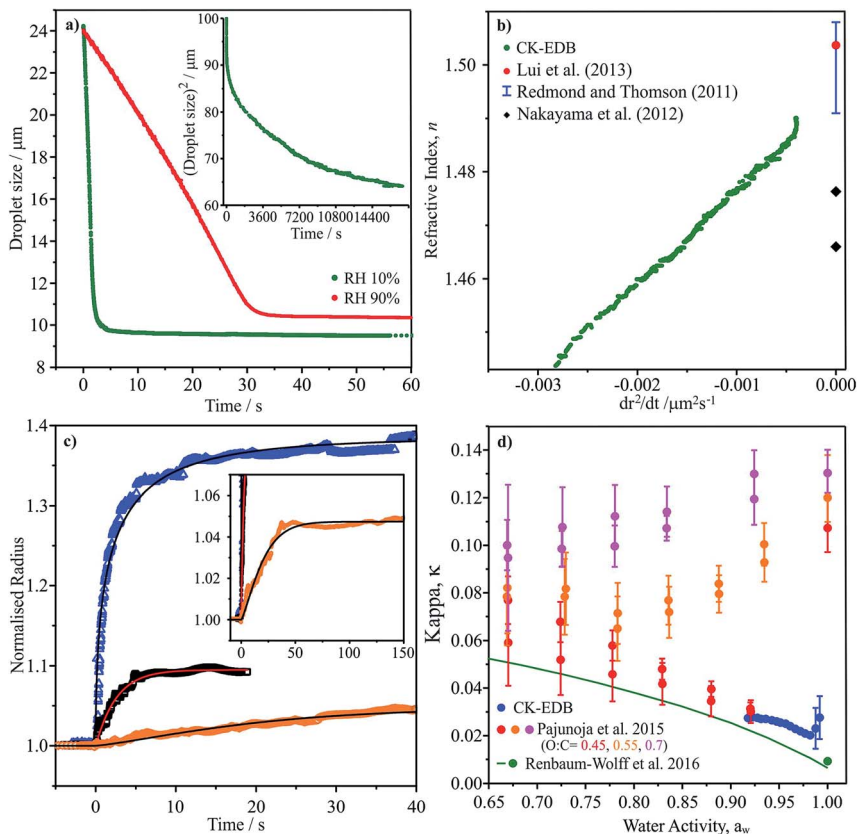 a)
24
22
20
18
16
14
12
10
8
Droplet size / μm
0
10
20
30
40
50
60
Time / s
RH 10%
RH 90%
100
90
80
70
60
(Droplet size)² / μm
0
3600
7200
10800
14400
Time / s
b)
CK-EDB
Lui et al. (2013)
Redmond and Thomson (2011)
Nakayama et al. (2012)
1.50
1.48
1.46
Refractive Index, n
-0.003
-0.002
-0.001
0.000
dr²/dt /μm²s⁻¹
c)
1.4
1.3
1.2
1.1
1.0
Normalised Radius
0
10
20
30
40
Time / s
1.06
1.04
1.02
1.00
0
50
100
150
d)
0.14
0.12
0.10
0.08
0.06
0.04
0.02
0.00
Kappa, κ
CK-EDB
Pajunoja et al. 2015
(O:C= 0.45, 0.55, 0.7)
Renbaum-Wolff et al. 2016
0.65
0.70
0.75
0.80
0.85
0.90
0.95
1.00
Water Activity, a_w